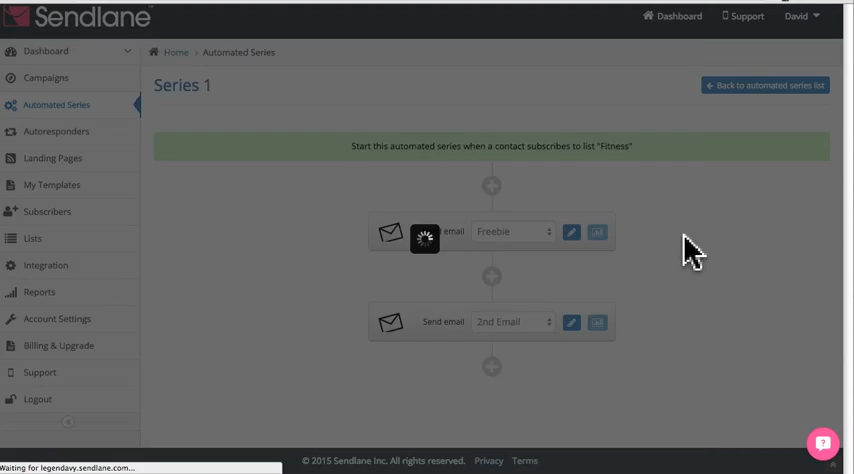 Sendlane
Dashboard Support David
Dashboard
Campaigns
Automated Series
Autoresponders
Landing Pages
My Templates
Subscribers
Lists
Integration
Reports
Account Settings
Billing & Upgrade
Support
Logout
Home > Automated Series
Series 1
Back to automated series list
Start this automated series when a contact subscribes to list "Fitness"
email Freebie
Send email 2nd Email
© 2015 Sendlane Inc. All rights reserved. Privacy Terms
Waiting for legendavy.sendlane.com...